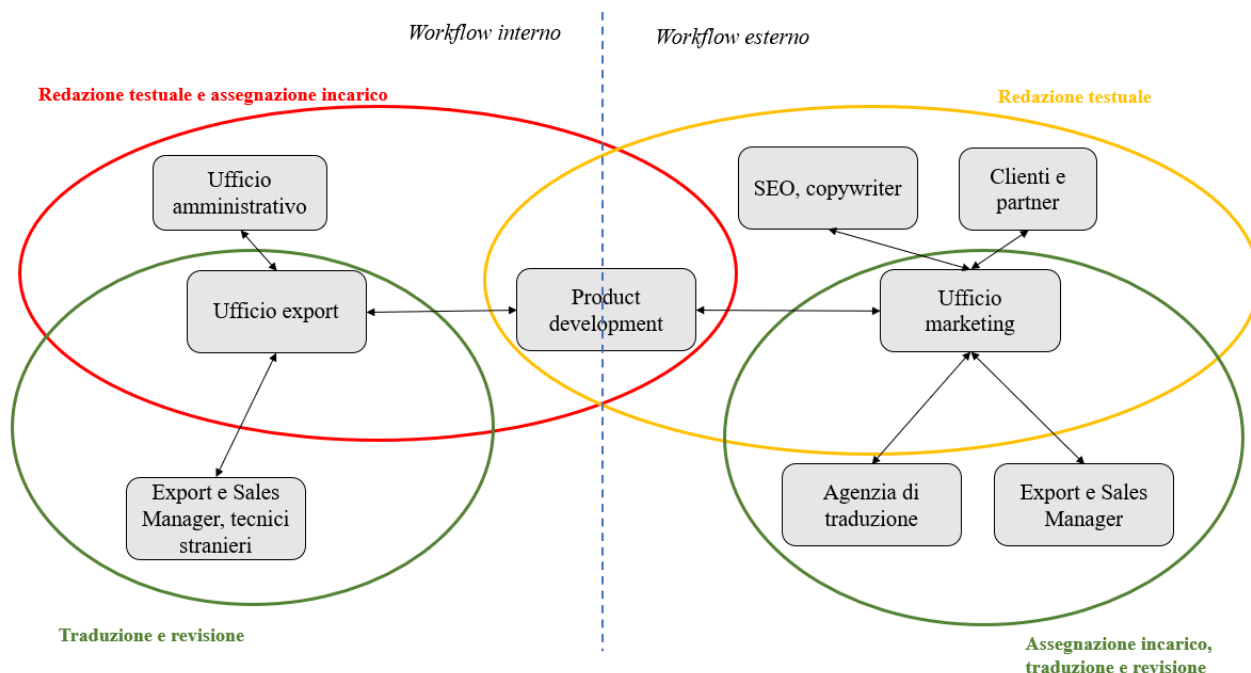 Workflow interno
Workflow esterno
Redazione testuale e assegnazione incarico
Redazione testuale
Ufficio
amministrativo
SEO, copywriter
Clienti e
partner
Ufficio export
Product
development
Ufficio
marketing
Export e Sales
Manager, tecnici
stranieri
Agenzia di
traduzione
Export e Sales
Manager
Traduzione e revisione
Assegnazione incarico,
traduzione e revisione